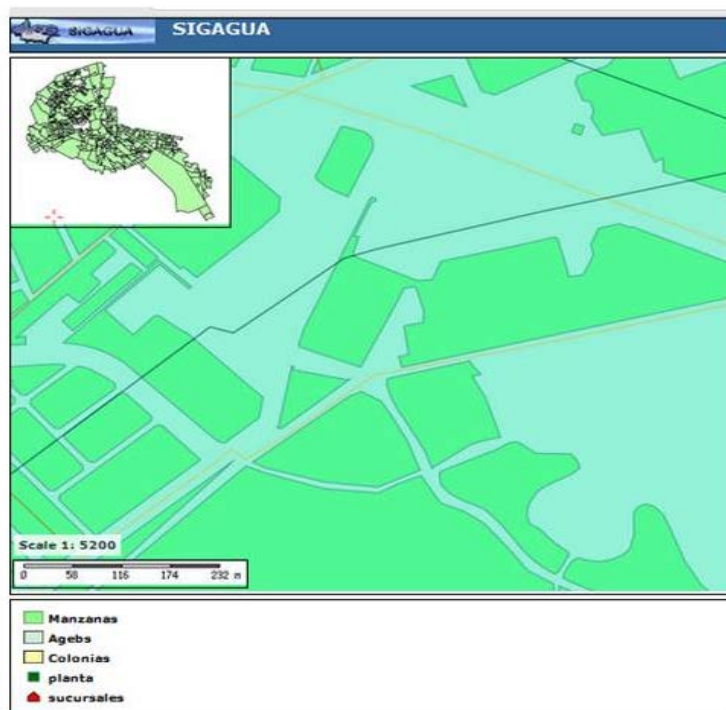 SIGAGUA SIGAGUA
Scale 1: 5200
0 58 116 174 232 m
Manzanas
Agebs
Colonias
planta
sucursales